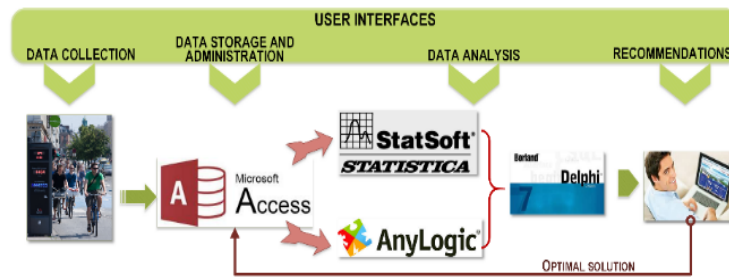 USER INTERFACES
DATA COLLECTION
DATA STORAGE AND
ADMINISTRATION
DATA ANALYSIS
RECOMMENDATIONS
StatSoft
STATISTICA
A
Microsoft
Access
Borland
Delphi
7
AnyLogic
OPTIMAL SOLUTION